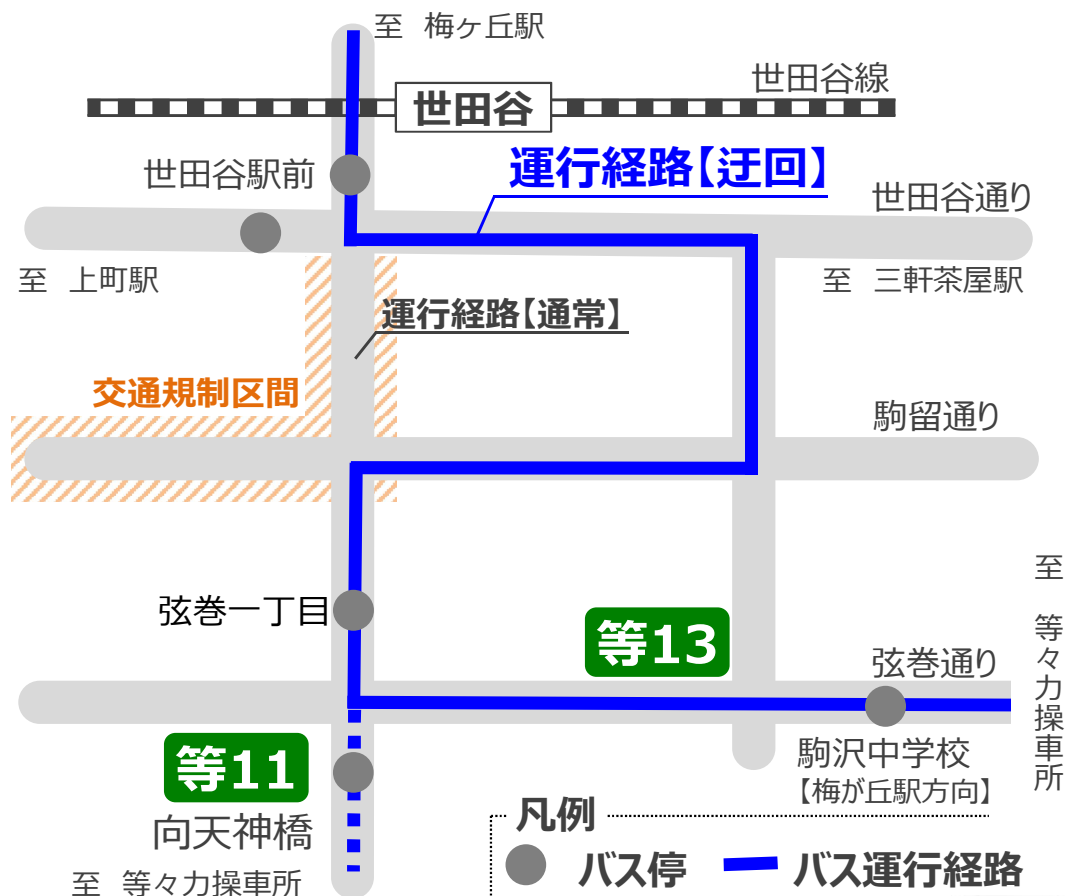 至 梅ヶ丘駅
世田谷線
世田谷
運行経路【迂回】
世田谷駅前
世田谷通り
至 上町駅
至 三軒茶屋駅
運行経路【通常】
交通規制区間
駒留通り
弦巻一丁目
等13
弦巻通り
至 等々力操車所
等11
駒沢中学校
【梅が丘駅方向】
向天神橋
至 等々力操車所
凡例
バス停
バス運行経路